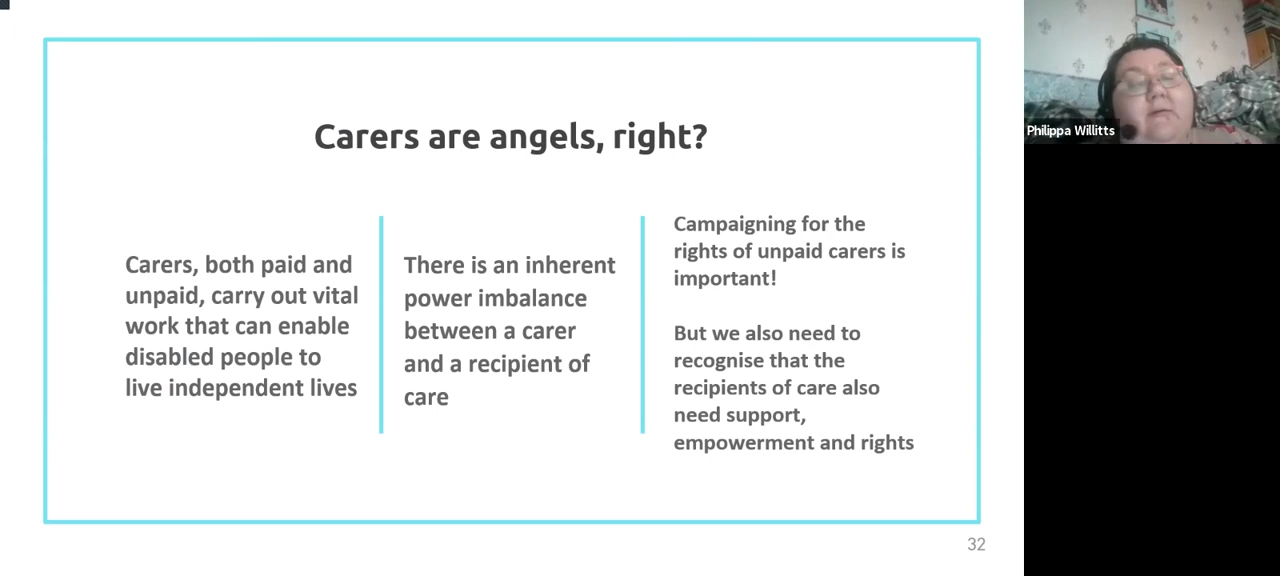 Carers are angels, right?
Carers, both paid and
unpaid, carry out vital
work that can enable
disabled people to
live independent lives
There is an inherent
power imbalance
between a carer
and a recipient of
care
Campaigning for the
rights of unpaid carers is
important!
But we also need to
recognise that the
recipients of care also
need support,
empowerment and rights
32
Philippa Willitts